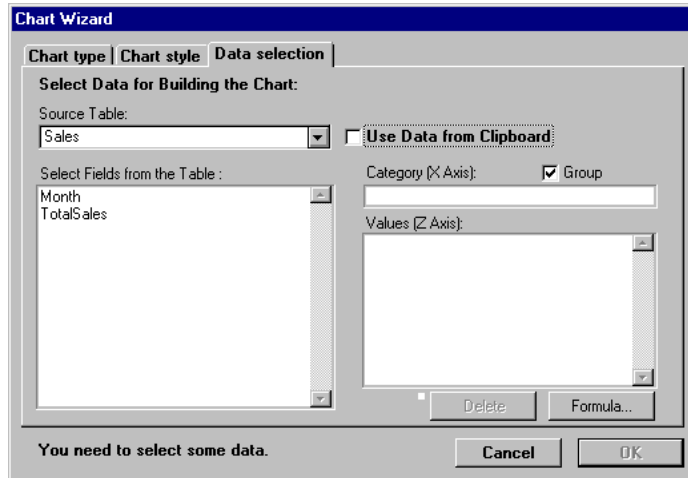 Chart Wizard
Chart type Chart style Data selection
Select Data for Building the Chart:
Source Table:
Sales
Use Data from Clipboard
Select Fields from the Table :
Month
TotalSales
Category (X Axis):
Group
Values (Z Axis):
Delete
Formula...
You need to select some data.
Cancel
OK